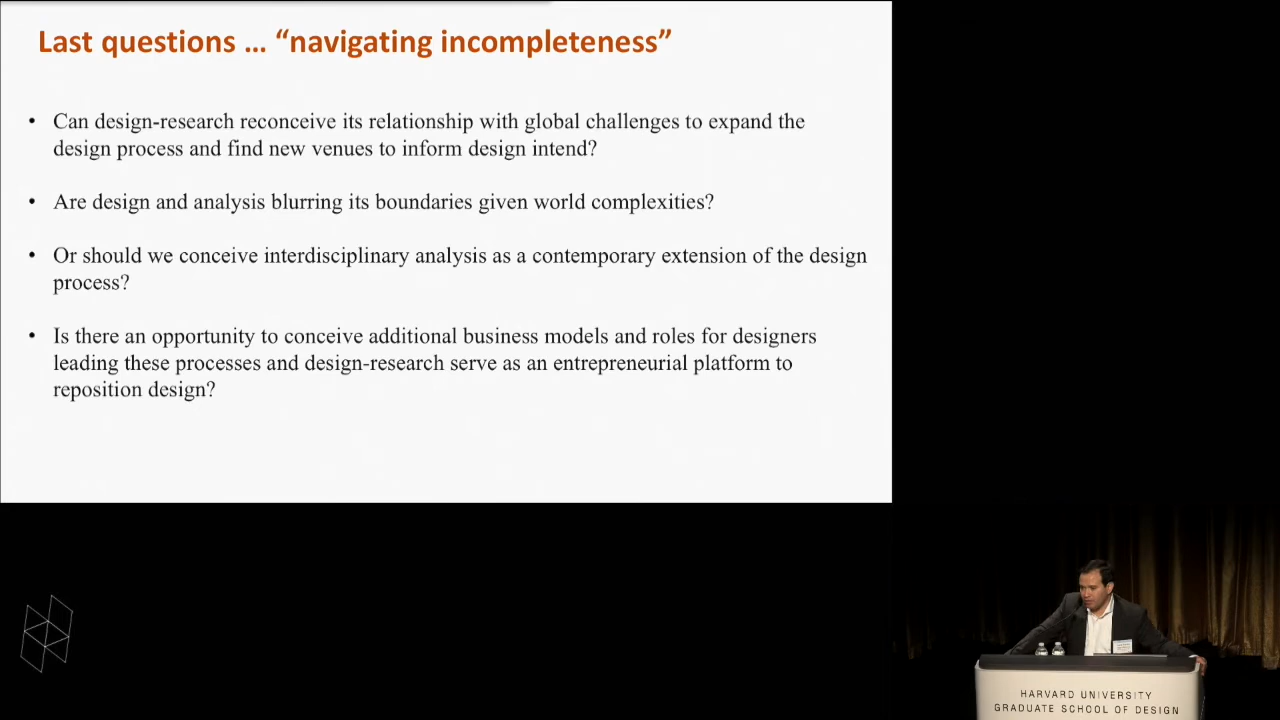 Last questions … “navigating incompleteness”
• Can design-research reconceive its relationship with global challenges to expand the
design process and find new venues to inform design intend?
• Are design and analysis blurring its boundaries given world complexities?
• Or should we conceive interdisciplinary analysis as a contemporary extension of the design
process?
• Is there an opportunity to conceive additional business models and roles for designers
leading these processes and design-research serve as an entrepreneurial platform to
reposition design?
HARVARD UNIVERSITY
GRADUATE SCHOOL OF DESIGN